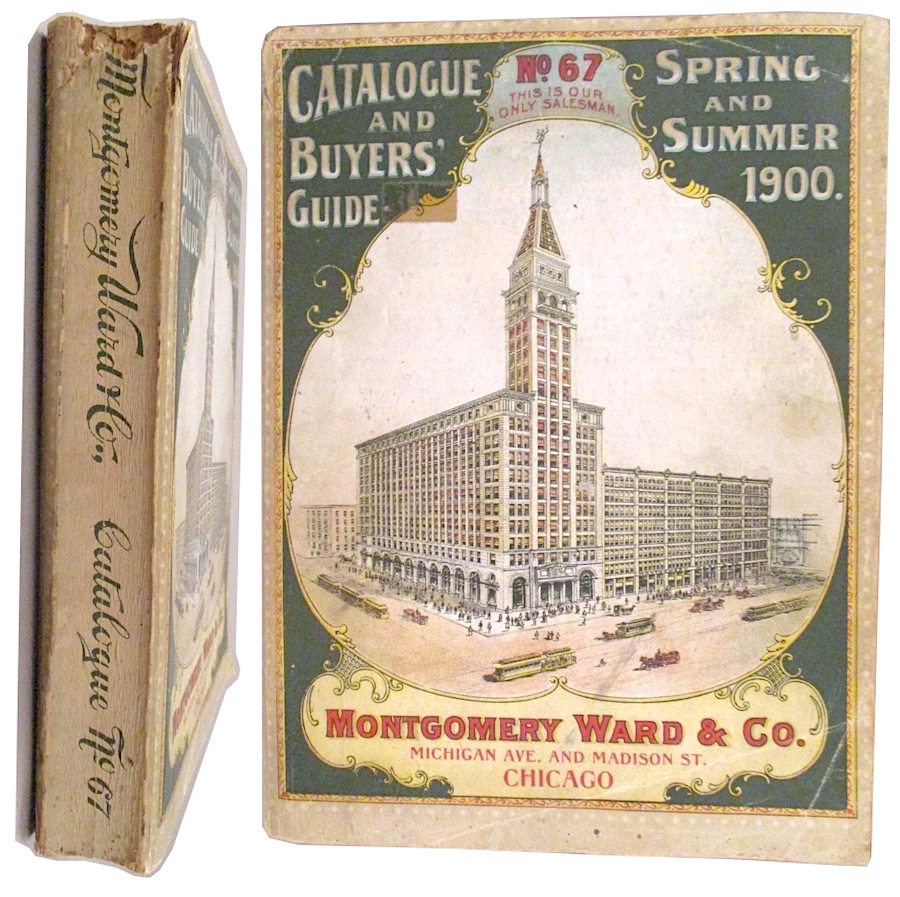 Montgomery Ward & Co., Catalogue No 67
CATALOGUE
AND
BUYERS'
GUIDE
No 67
THIS IS OUR
ONLY SALESMAN.
SPRING
AND
SUMMER
1900.
MONTGOMERY WARD & CO.
MICHIGAN AVE. AND MADISON ST.
CHICAGO